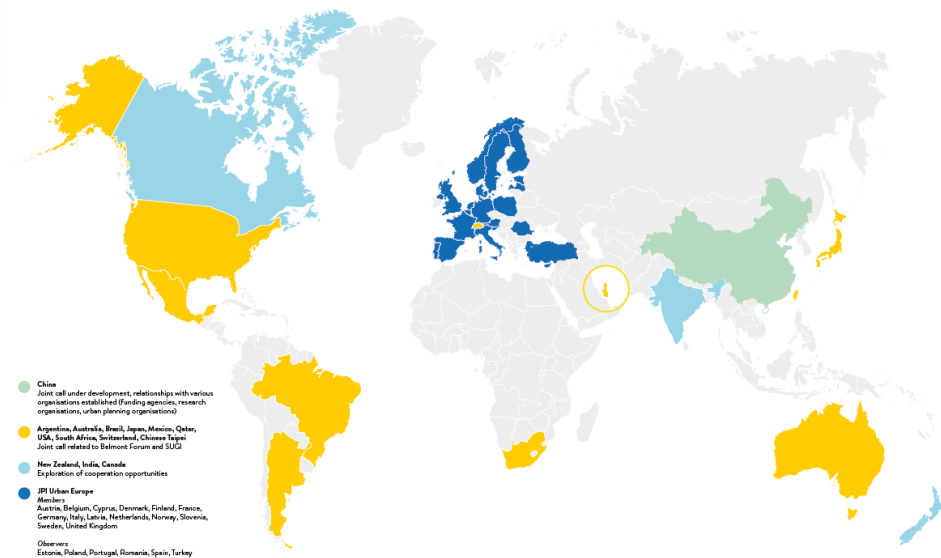 China
Joint call under development, relationships with various
organisations established (funding agencies, research
organisations, urban planning organisations)
Argentina, Australia, Brazil, Japan, Mexico, Qatar,
USA, South Africa, Switzerland, Chinese Taipei
Joint call related to Belmont Forum and SUGI
New Zealand, India, Canada
Exploration of cooperation opportunities
JPI Urban Europe
Members
Austria, Belgium, Cyprus, Denmark, Finland, France,
Germany, Italy, Latvia, Netherlands, Norway, Slovenia,
Sweden, United Kingdom
Observers
Estonia, Poland, Portugal, Romania, Spain, Turkey